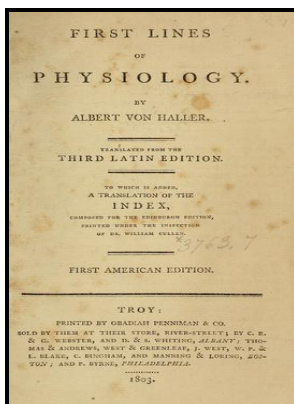 FIRST LINES
OF
PHYSIOLOGY.
BY
ALBERT VON HALLER.
TRANSLATED FROM THE
THIRD LATIN EDITION.
TO WHICH IS ADDED,
A TRANSLATION OF THE
INDEX,
COMPOSED FOR THE EDINBURGH EDITION,
PRINTED UNDER THE INSPECTION
OF DR. WILLIAM CULLEN.
*3763.7
FIRST AMERICAN EDITION.
TROY:
PRINTED BY OBADIAH PENNIMAN & CO.
SOLD BY THEM AT THEIR STORE, RIVER-STREET; BY C. R.
& G. WEBSTER, AND D. & S. WHITING, ALBANY; THO-
MAS & ANDREWS, WEST & GREENLEAF, J. WEST, W. P. &
L. BLAKE, C. BINGHAM, AND MANNING & LORING, BOS-
TON; AND P. BYRNE, PHILADELPHIA.
1803.